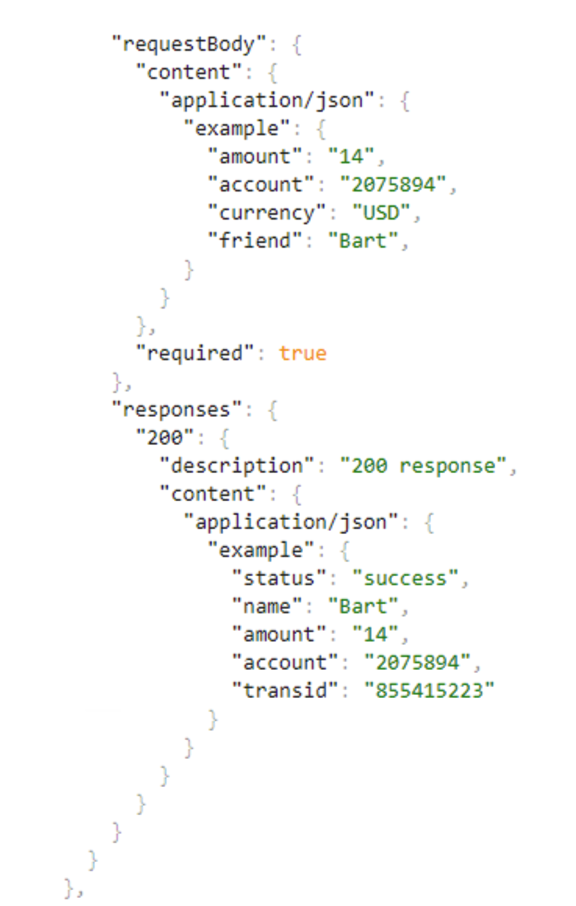 "requestBody": {
"content": {
"application/json": {
"example": {
"amount": "14",
"account": "2075894",
"currency": "USD",
"friend": "Bart",
}
}
},
"required": true
},
"responses": {
"200": {
"description": "200 response",
"content": {
"application/json": {
"example": {
"status": "success",
"name": "Bart",
"amount": "14",
"account": "2075894",
"transid": "855415223"
}
}
}
}
}
}
},